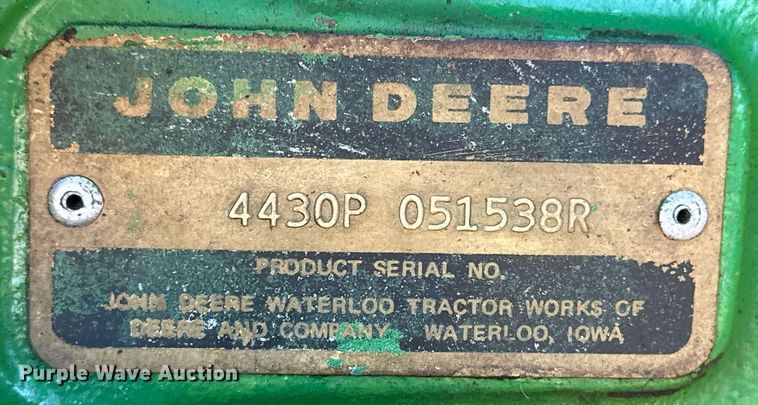 JOHN DEERE
4430P 051538R
PRODUCT SERIAL NO.
JOHN DEERE WATERLOO TRACTOR WORKS OF
DEERE AND COMPANY WATERLOO, IOWA
Purple Wave Auction